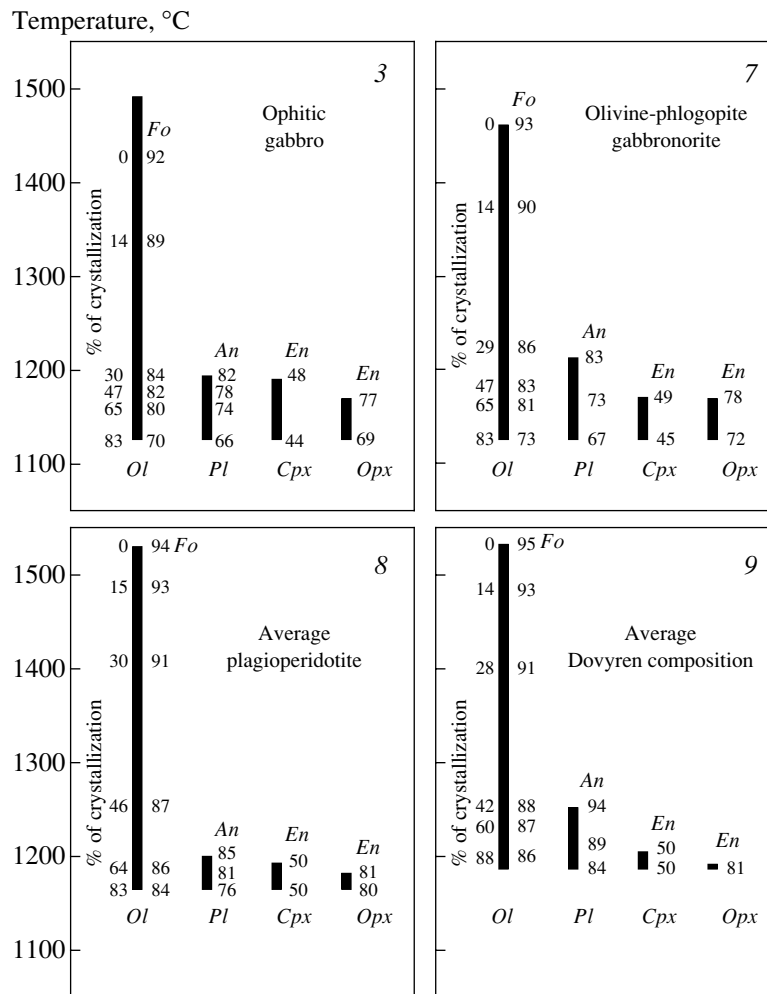 Temperature, °C
1500
1400
1300
1200
1100
% of crystallization
3
Ophitic
gabbro
Fo
0 92
14 89
30 84
47 82
65 80
83 70
An
82
78
74
66
En
48
44
En
77
69
Ol Pl Cpx Opx
% of crystallization
7
Olivine-phlogopite
gabbronorite
Fo
0 93
14 90
29 86
47 83
65 81
83 73
An
83
73
67
En
49
45
En
78
72
Ol Pl Cpx Opx
1500
1400
1300
1200
1100
% of crystallization
8
Average
plagioperidotite
0 94 Fo
15 93
30 91
46 87
64 86
83 84
An
85
81
76
En
50
50
En
81
80
Ol Pl Cpx Opx
% of crystallization
9
Average
Dovyren composition
0 95 Fo
14 93
28 91
42 88
60 87
88 86
An
94
89
84
En
50
50
En
81
Ol Pl Cpx Opx